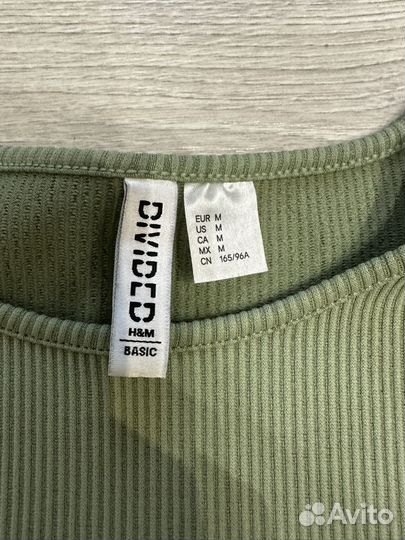 DIVIDED
H&M
BASIC
EUR M
US M
CA M
MX M
CN 165/96A
Avito